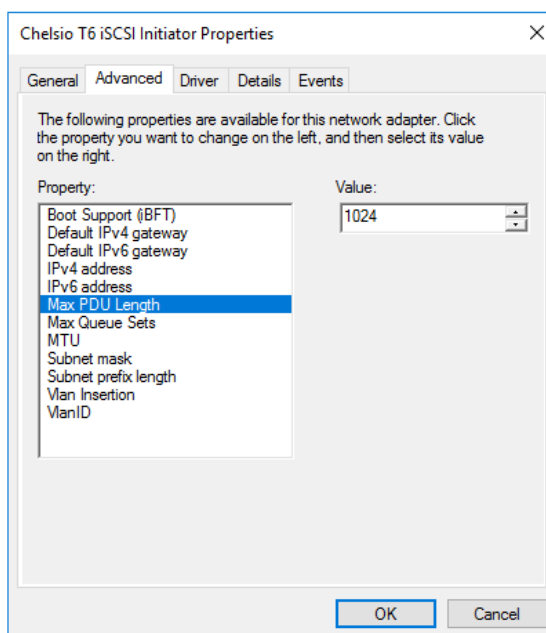 Chelsio T6 iSCSI Initiator Properties
General Advanced Driver Details Events
The following properties are available for this network adapter. Click
the property you want to change on the left, and then select its value
on the right.
Property:
Value:
Boot Support (iBFT)
Default IPv4 gateway
Default IPv6 gateway
IPv4 address
IPv6 address
Max PDU Length
Max Queue Sets
MTU
Subnet mask
Subnet prefix length
Vlan Insertion
VlanID
1024
OK
Cancel